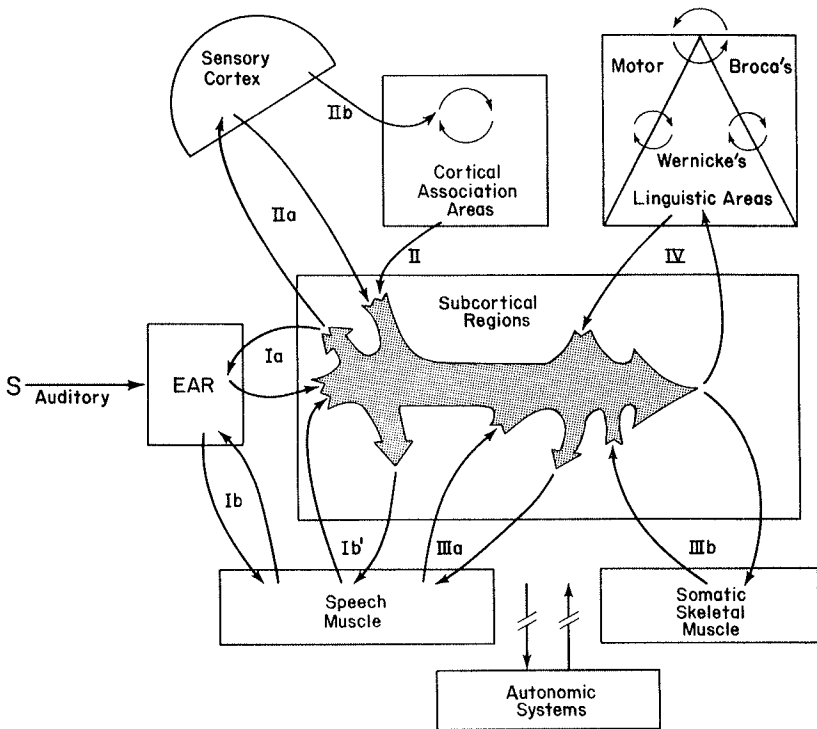 Sensory
Cortex
IIb
IIa
Cortical
Association
Areas
II
Motor
Broca's
Wernicke's
Linguistic Areas
IV
Subcortical
Regions
S
Auditory
EAR
Ia
Ib
Ib'
IIIa
IIIb
Speech
Muscle
Somatic
Skeletal
Muscle
Autonomic
Systems